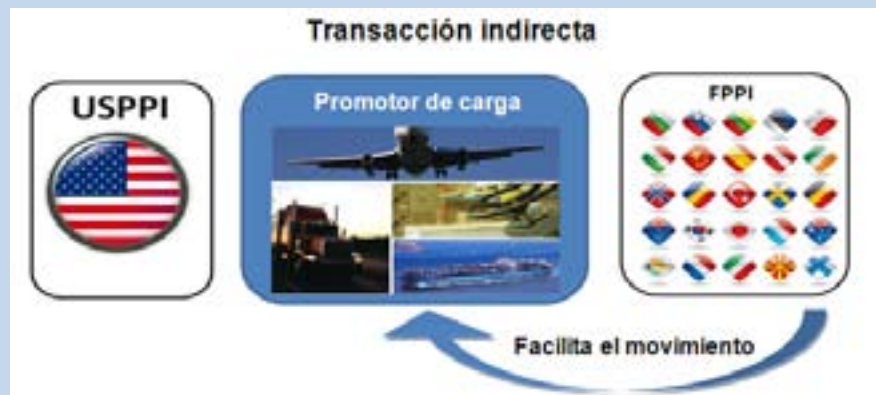 Transacción indirecta
USPPI
Promotor de carga
FPPI
Facilita el movimiento